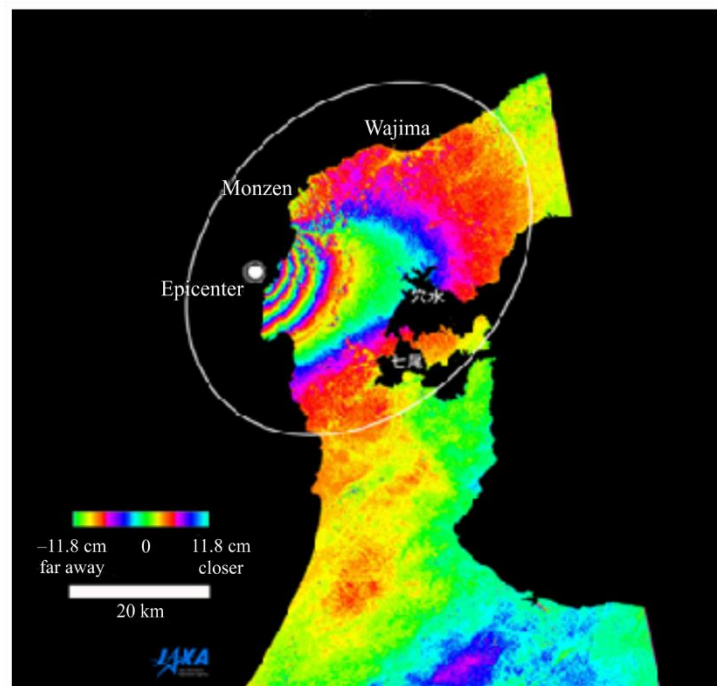 Wajima
Monzen
Epicenter
穴水
七尾
–11.8 cm 0 11.8 cm
far away closer
20 km
JAXA